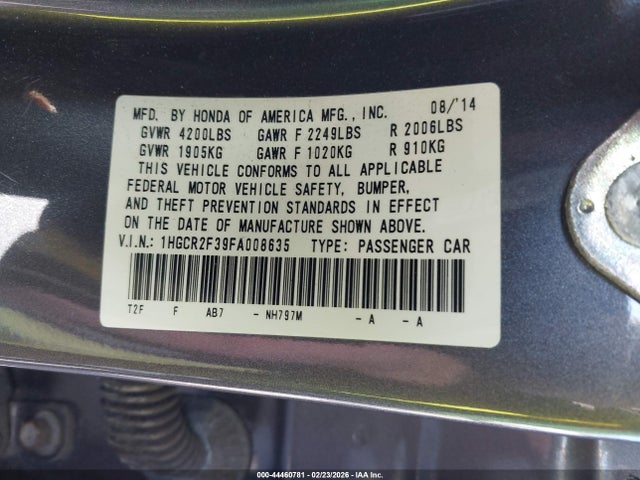 MFD. BY HONDA OF AMERICA MFG., INC. 08/'14
GVWR 4200LBS GAWR F 2249LBS R 2006LBS
GVWR 1905KG GAWR F 1020KG R 910KG
THIS VEHICLE CONFORMS TO ALL APPLICABLE
FEDERAL MOTOR VEHICLE SAFETY, BUMPER,
AND THEFT PREVENTION STANDARDS IN EFFECT
ON THE DATE OF MANUFACTURE SHOWN ABOVE.
V.I.N.: 1HGCR2F39FA008635 TYPE: PASSENGER CAR
T2F F AB7 - NH797M - A - A
000-44460781 - 02/23/2026 - IAA Inc.